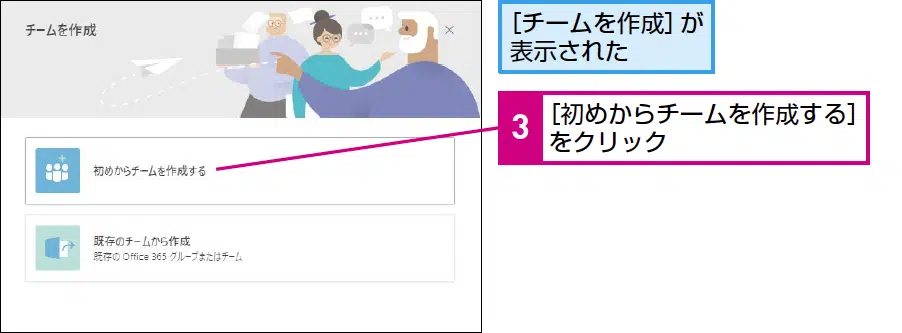 チームを作成
初めからチームを作成する
既存のチームから作成
既存の Office 365 グループまたはチーム
[チームを作成]が
表示された
3
[初めからチームを作成する]
をクリック